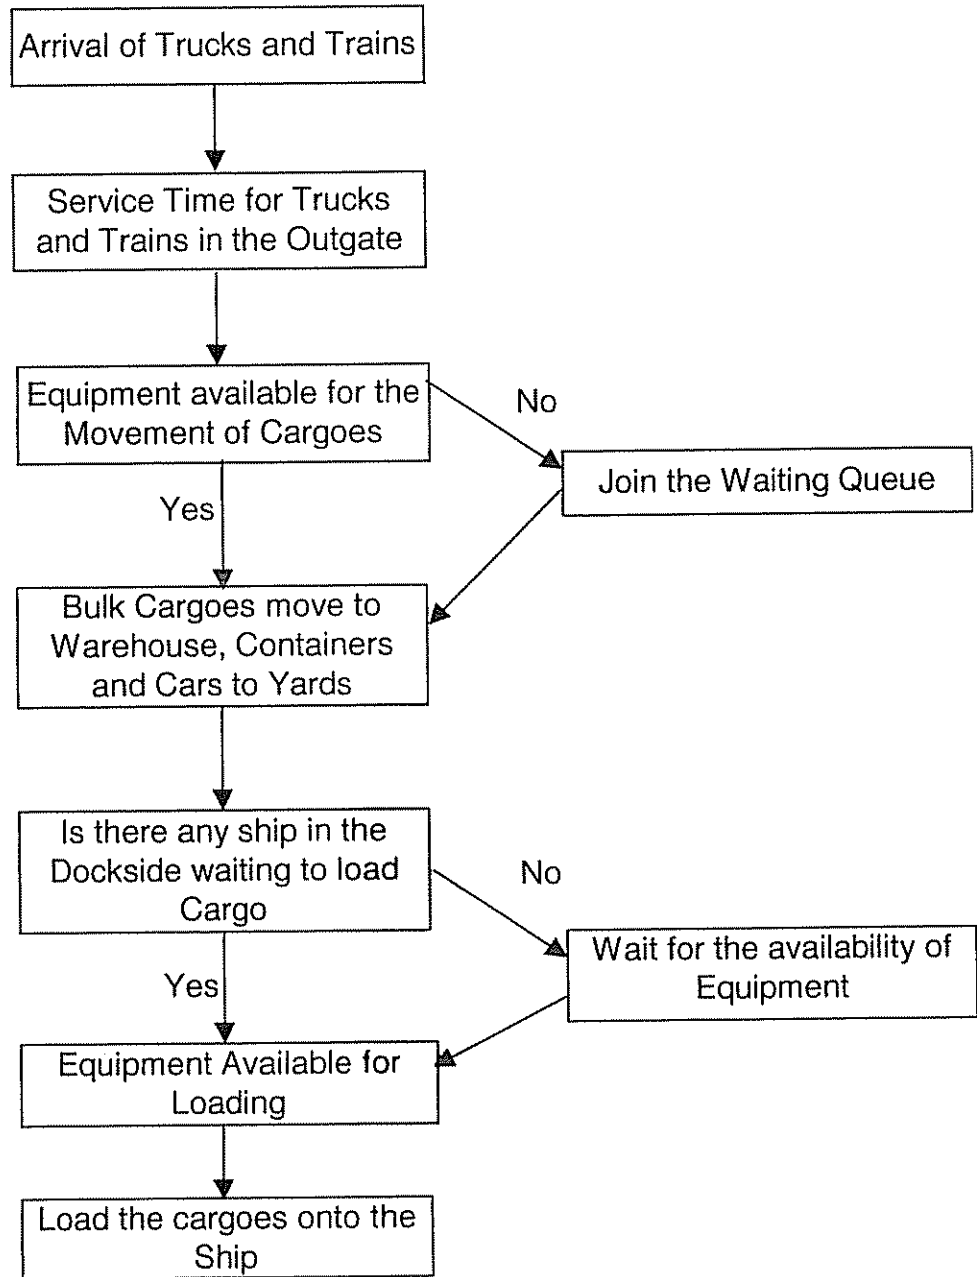 Arrival of Trucks and Trains
Service Time for Trucks
and Trains in the Outgate
Equipment available for the
Movement of Cargoes
No
Join the Waiting Queue
Yes
Bulk Cargoes move to
Warehouse, Containers
and Cars to Yards
Is there any ship in the
Dockside waiting to load
Cargo
No
Wait for the availability of
Equipment
Yes
Equipment Available for
Loading
Load the cargoes onto the
Ship